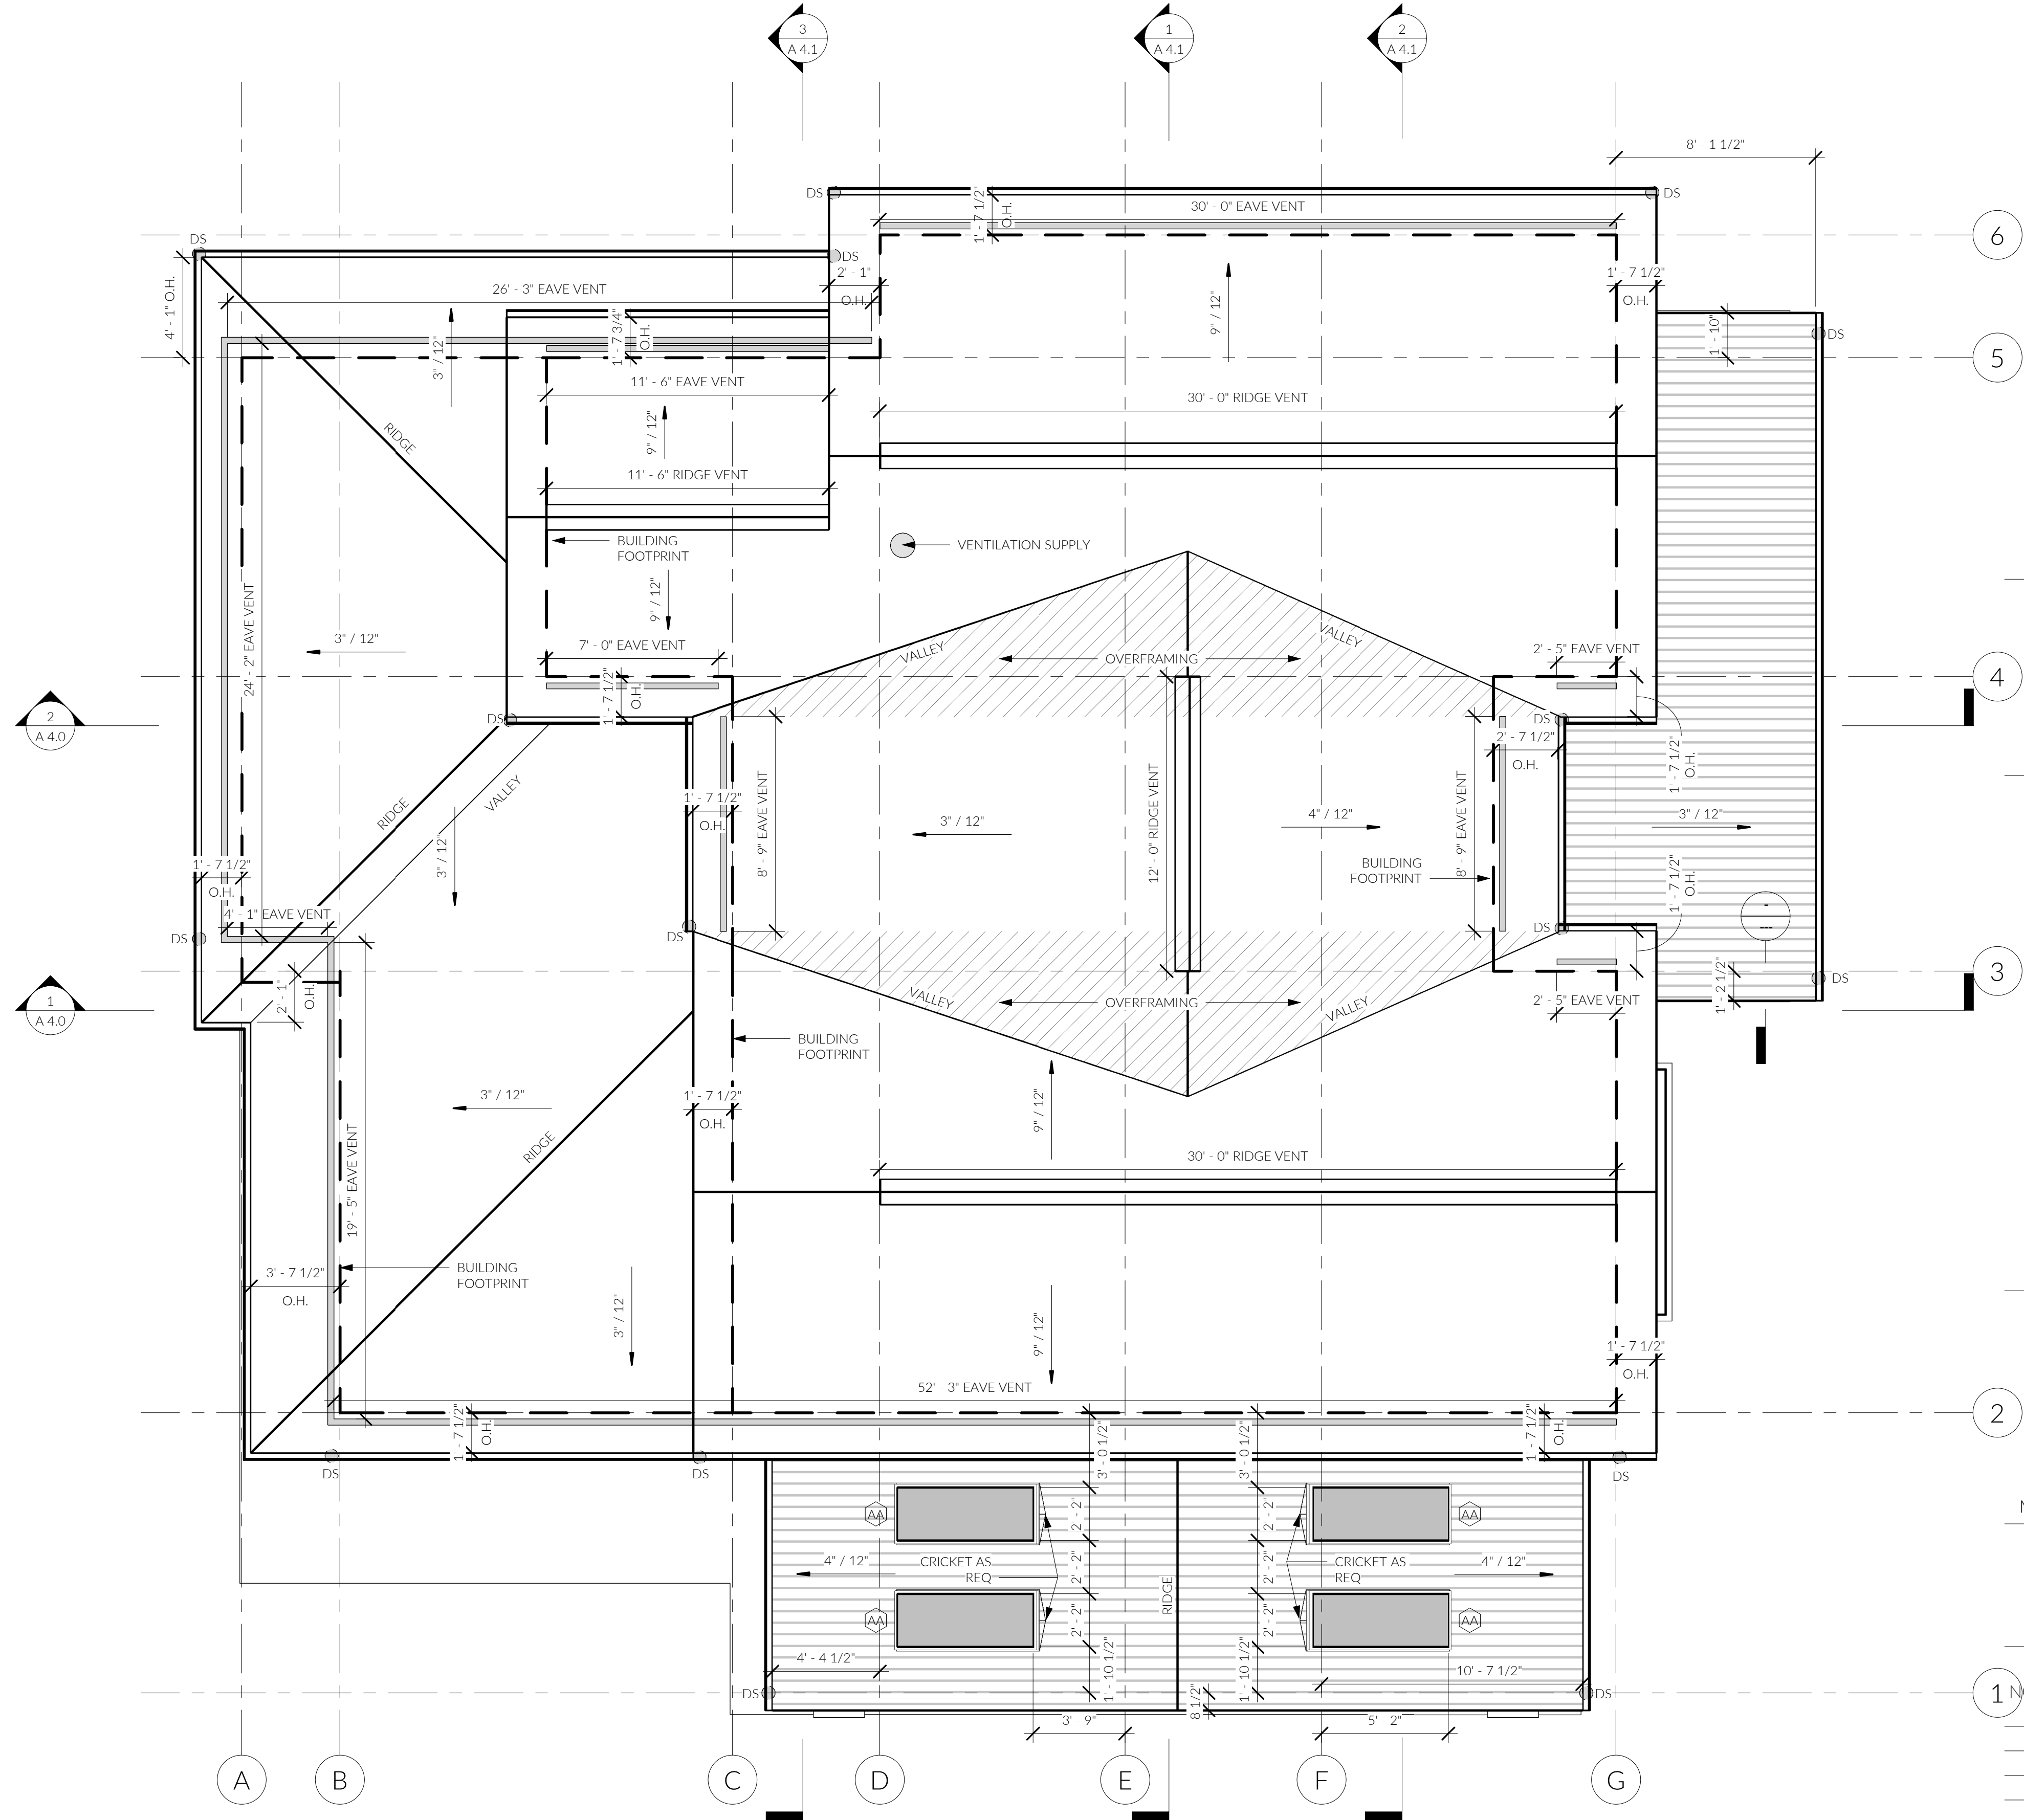 3
A 4.1
1
A 4.1
2
A 4.1
8' - 1 1/2"
DS
DS
1' - 7 1/2"
O.H.
30' - 0" EAVE VENT
6
DS
DS
4' - 1" O.H.
26' - 3" EAVE VENT
2' - 1"
O.H.
1' - 7 1/2"
O.H.
9" / 12"
3" / 12"
1' - 7 3/4"
O.H.
1' - 10"
DS
5
11' - 6" EAVE VENT
30' - 0" RIDGE VENT
RIDGE
9" / 12"
11' - 6" RIDGE VENT
BUILDING
FOOTPRINT
VENTILATION SUPPLY
24' - 2" EAVE VENT
9" / 12"
3" / 12"
7' - 0" EAVE VENT
VALLEY
OVERFRAMING
VALLEY
2' - 5" EAVE VENT
4
1' - 7 1/2"
O.H.
2
A 4.0
DS
DS
2' - 7 1/2"
O.H.
1' - 7 1/2"
O.H.
RIDGE
VALLEY
1' - 7 1/2"
O.H.
8' - 9" EAVE VENT
3" / 12"
3" / 12"
12' - 0" RIDGE VENT
4" / 12"
8' - 9" EAVE VENT
3" / 12"
BUILDING
FOOTPRINT
1' - 7 1/2"
O.H.
1' - 7 1/2"
O.H.
4' - 1" EAVE VENT
-
---
DS
DS
DS
2' - 1"
O.H.
VALLEY
OVERFRAMING
VALLEY
2' - 5" EAVE VENT
1' - 2 1/2"
DS
3
1
A 4.0
BUILDING
FOOTPRINT
3" / 12"
1' - 7 1/2"
O.H.
9" / 12"
RIDGE
30' - 0" RIDGE VENT
19' - 5" EAVE VENT
3' - 7 1/2"
O.H.
BUILDING
FOOTPRINT
3" / 12"
9" / 12"
1' - 7 1/2"
O.H.
52' - 3" EAVE VENT
2
1' - 7 1/2"
O.H.
3' - 0 1/2"
3' - 0 1/2"
1' - 7 1/2"
O.H.
DS
DS
DS
AA
2' - 2"
2' - 2"
AA
M
4" / 12"
CRICKET AS
REQ
2' - 2"
RIDGE
2' - 2"
CRICKET AS
REQ
4" / 12"
AA
2' - 2"
2' - 2"
AA
4' - 4 1/2"
1' - 10 1/2"
1' - 10 1/2"
10' - 7 1/2"
DS
8 1/2"
DS
1
3' - 9"
5' - 2"
A
B
C
D
E
F
G